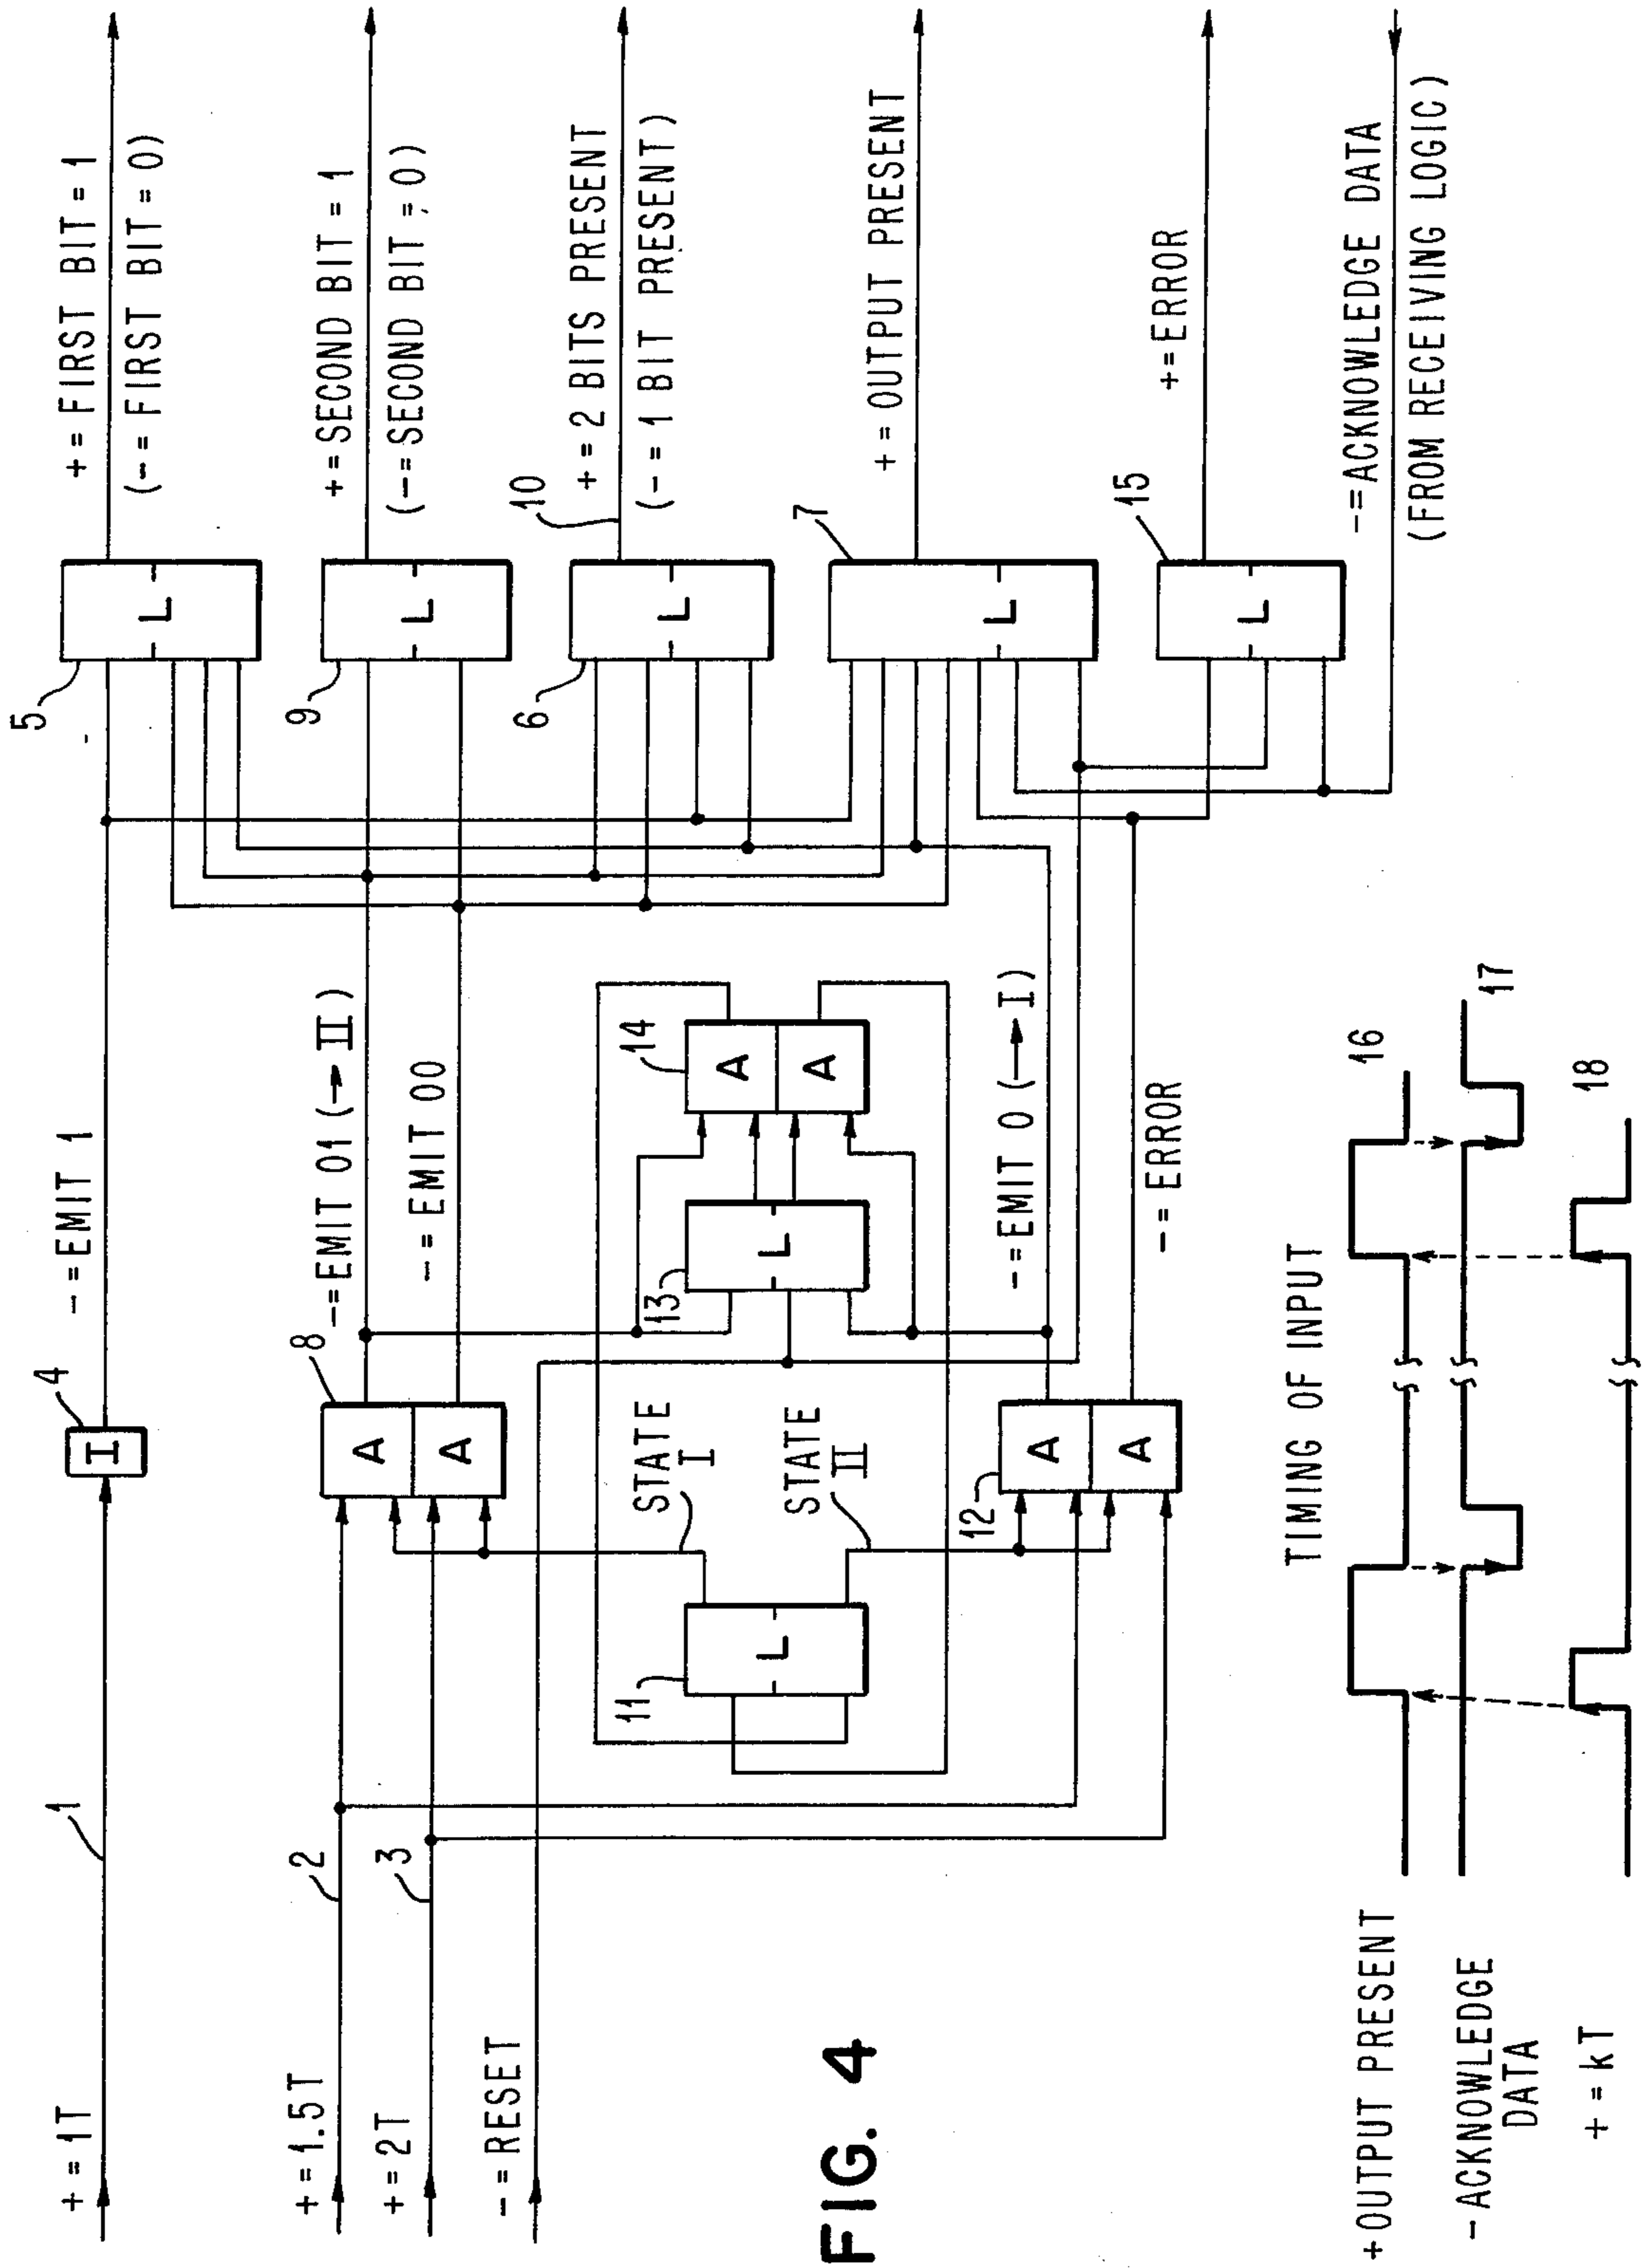 + = 1T
1
4
I
- = EMIT 1
5
L
+ = FIRST BIT = 1
(- = FIRST BIT = 0)
+ = 1.5T
2
8
A
A
- = EMIT 01 (→ II)
- = EMIT 00
9
L
+ = SECOND BIT = 1
(- = SECOND BIT = 0)
+ = 2T
3
- = RESET
STATE
I
STATE
II
11
L
13
L
14
A
A
6
L
10
+ = 2 BITS PRESENT
(- = 1 BIT PRESENT)
12
A
A
- = EMIT 0 (→ I)
- = ERROR
7
L
+ = OUTPUT PRESENT
15
L
+ = ERROR
- = ACKNOWLEDGE DATA
(FROM RECEIVING LOGIC)
FIG. 4
TIMING OF INPUT
+ OUTPUT PRESENT
16
- ACKNOWLEDGE
DATA
17
+ = kT
18